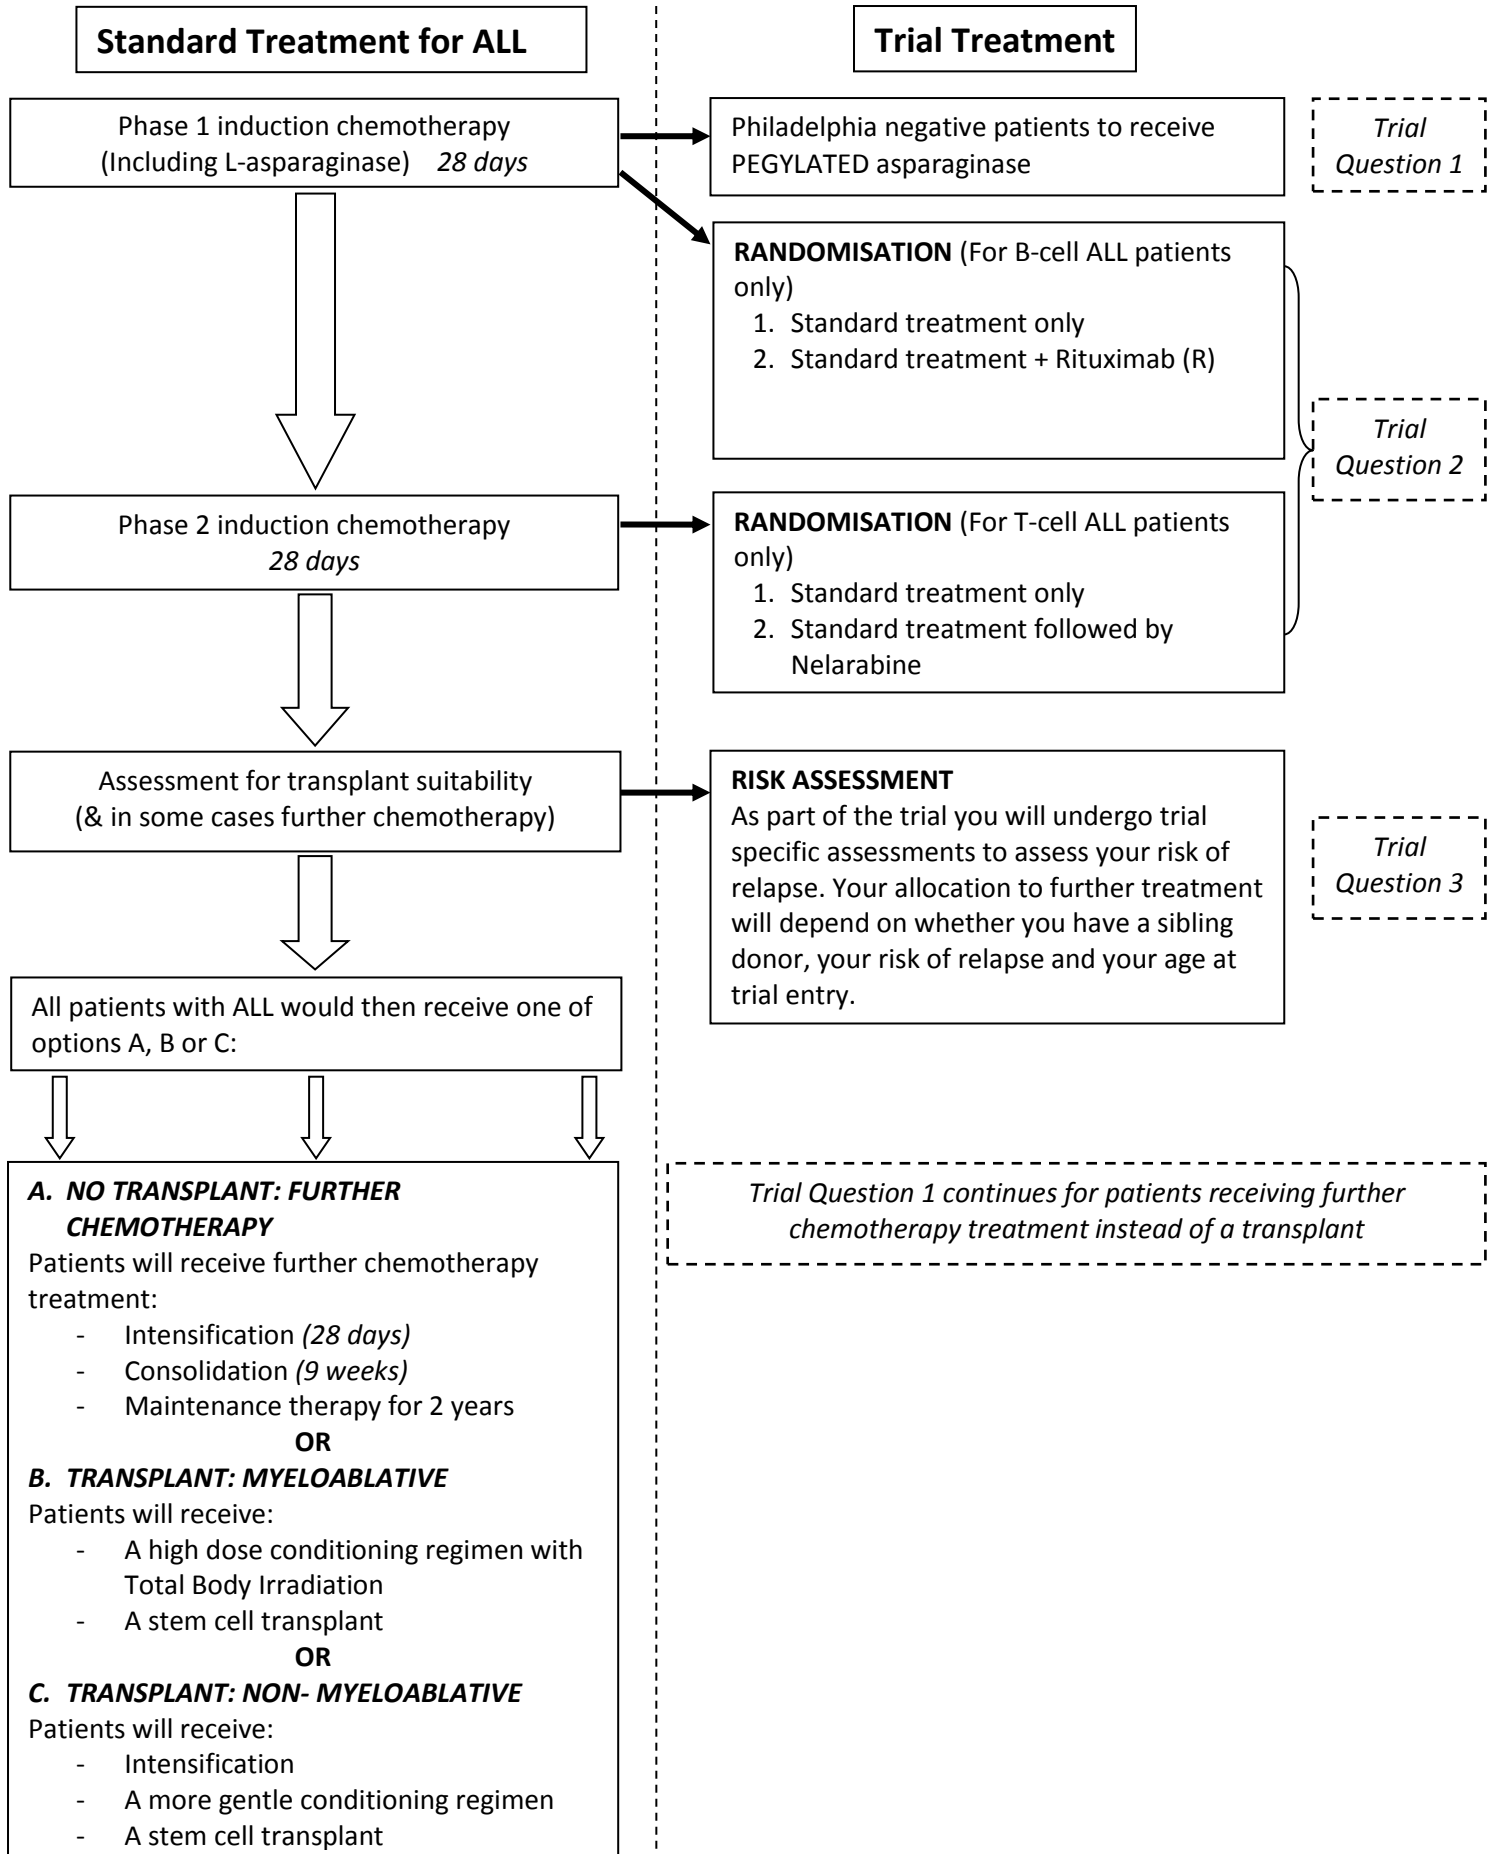 Standard Treatment for ALL
Trial Treatment
Phase 1 induction chemotherapy
(Including L-asparaginase) 28 days
Philadelphia negative patients to receive
PEGYLATED asparaginase
Trial
Question 1
RANDOMISATION (For B-cell ALL patients
only)
1. Standard treatment only
2. Standard treatment + Rituximab (R)
Trial
Question 2
Phase 2 induction chemotherapy
28 days
RANDOMISATION (For T-cell ALL patients
only)
1. Standard treatment only
2. Standard treatment followed by
Nelarabine
Assessment for transplant suitability
(& in some cases further chemotherapy)
RISK ASSESSMENT
As part of the trial you will undergo trial
specific assessments to assess your risk of
relapse. Your allocation to further treatment
will depend on whether you have a sibling
donor, your risk of relapse and your age at
trial entry.
Trial
Question 3
All patients with ALL would then receive one of
options A, B or C:
A. NO TRANSPLANT: FURTHER
CHEMOTHERAPY
Patients will receive further chemotherapy
treatment:
- Intensification (28 days)
- Consolidation (9 weeks)
- Maintenance therapy for 2 years
OR
B. TRANSPLANT: MYELOABLATIVE
Patients will receive:
- A high dose conditioning regimen with
Total Body Irradiation
- A stem cell transplant
OR
C. TRANSPLANT: NON- MYELOABLATIVE
Patients will receive:
- Intensification
- A more gentle conditioning regimen
- A stem cell transplant
Trial Question 1 continues for patients receiving further
chemotherapy treatment instead of a transplant